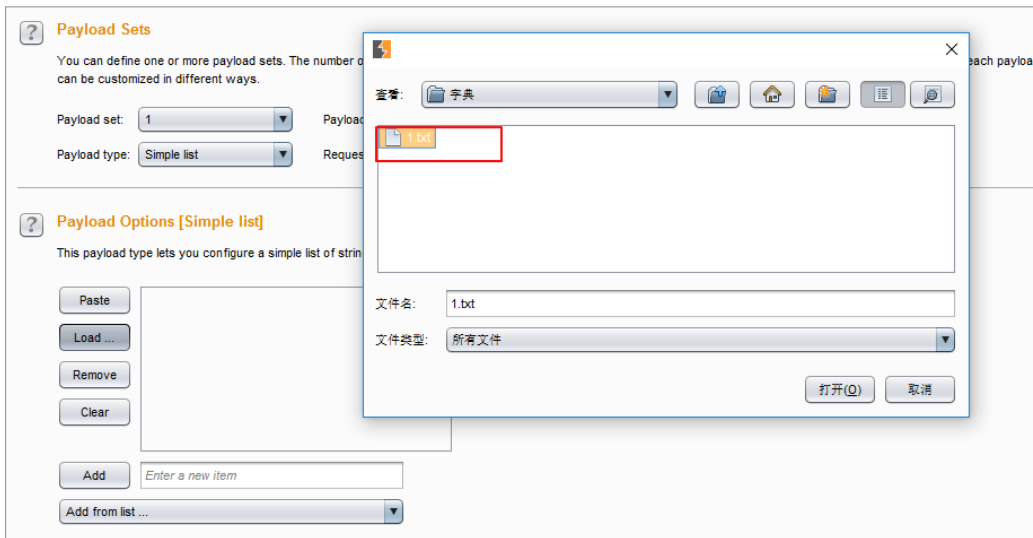 Payload Sets
You can define one or more payload sets. The number o
each payloa
can be customized in different ways.
Payload set: 1
Payload
Payload type: Simple list
Reques
Payload Options [Simple list]
This payload type lets you configure a simple list of strin
Paste
Load ...
Remove
Clear
Add
Enter a new item
Add from list ...
查看: 字典
1.txt
文件名: 1.txt
文件类型: 所有文件
打开(O) 取消